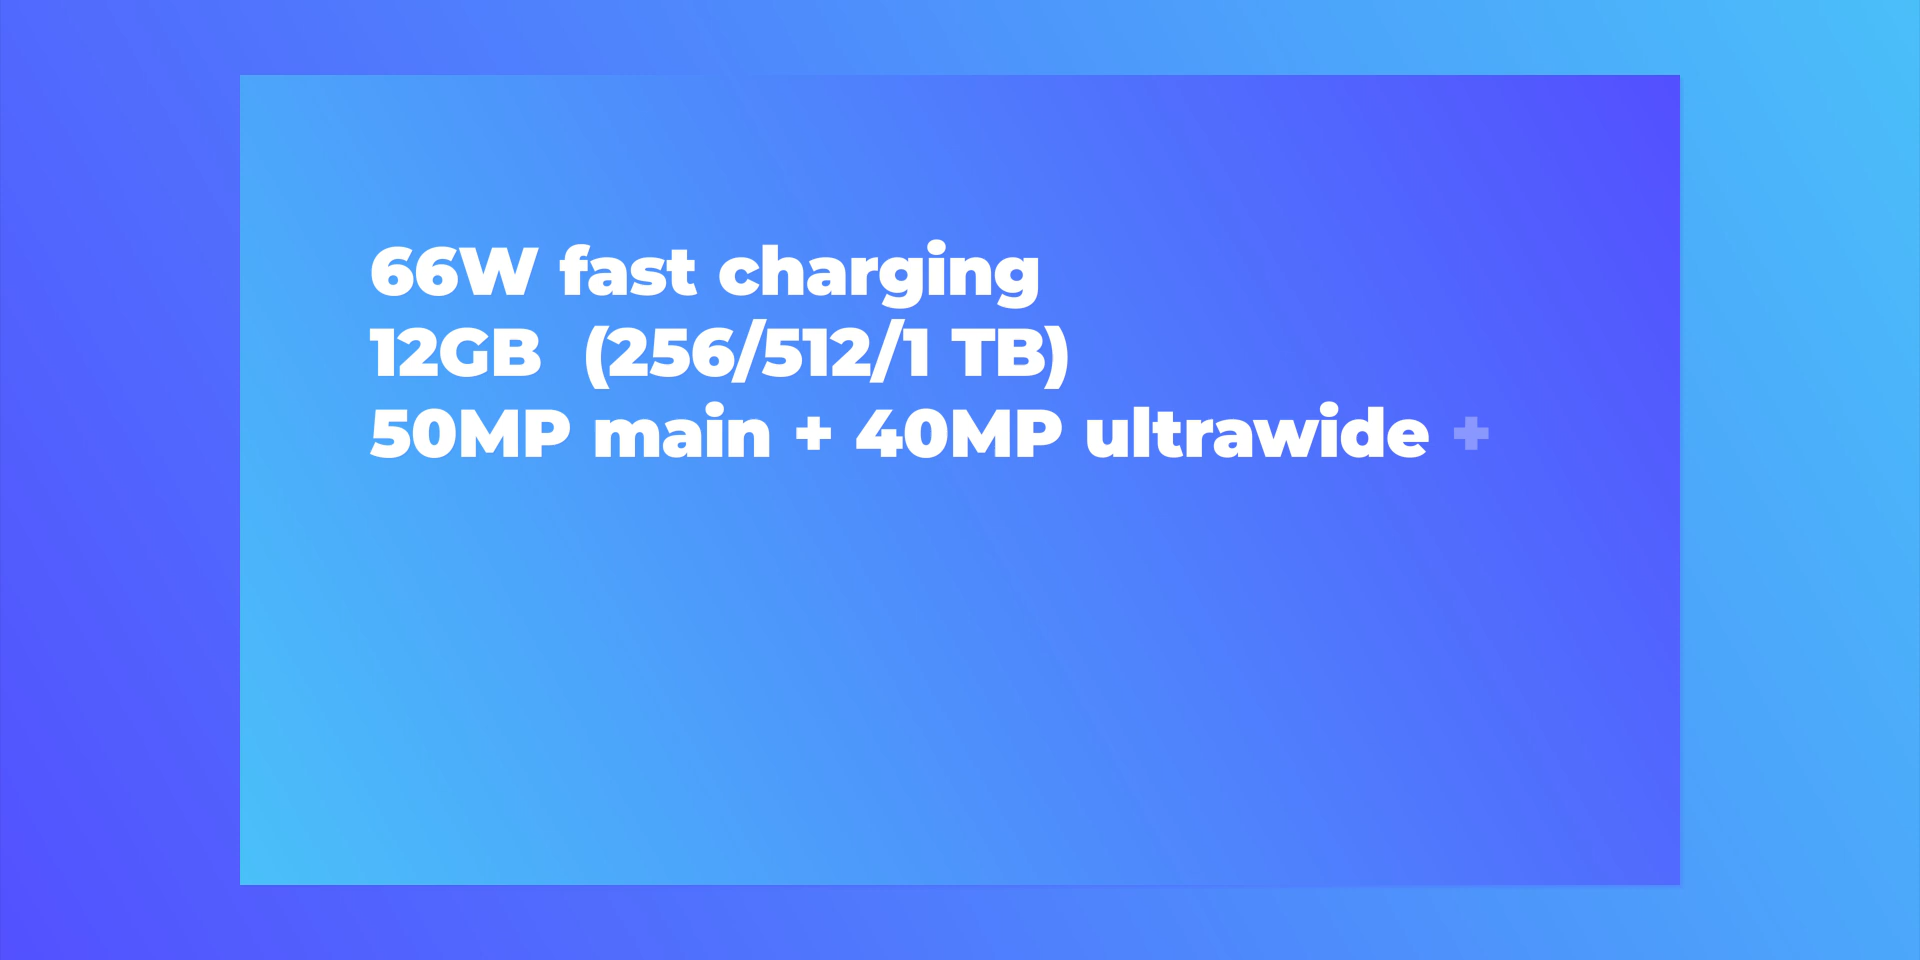 66W fast charging
12GB  (256/512/1 TB)
50MP main + 40MP ultrawide +